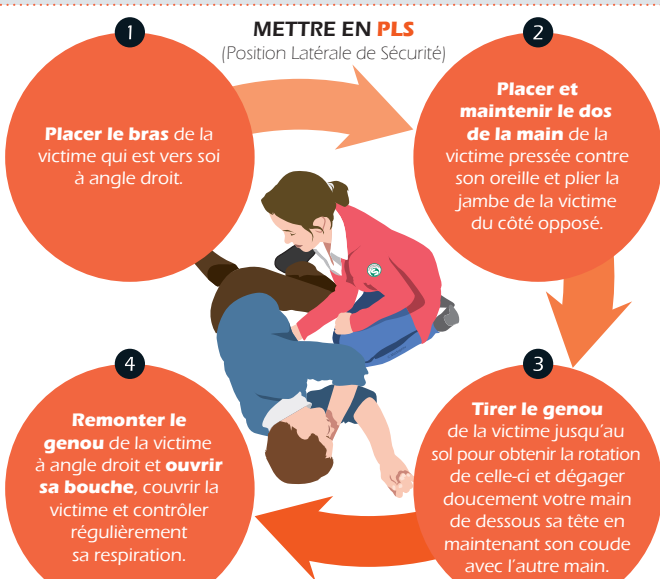 METTRE EN PLS
(Position Latérale de Sécurité)
1
Placer le bras de la
victime qui est vers soi
à angle droit.
2
Placer et
maintenir le dos
de la main de la
victime pressée contre
son oreille et plier la
jambe de la victime
du côté opposé.
3
Tirer le genou
de la victime jusqu'au
sol pour obtenir la rotation
de celle-ci et dégager
doucement votre main
de dessous sa tête en
maintenant son coude
avec l'autre main.
4
Remonter le
genou de la victime
à angle droit et ouvrir
sa bouche, couvrir la
victime et contrôler
régulièrement
sa respiration.